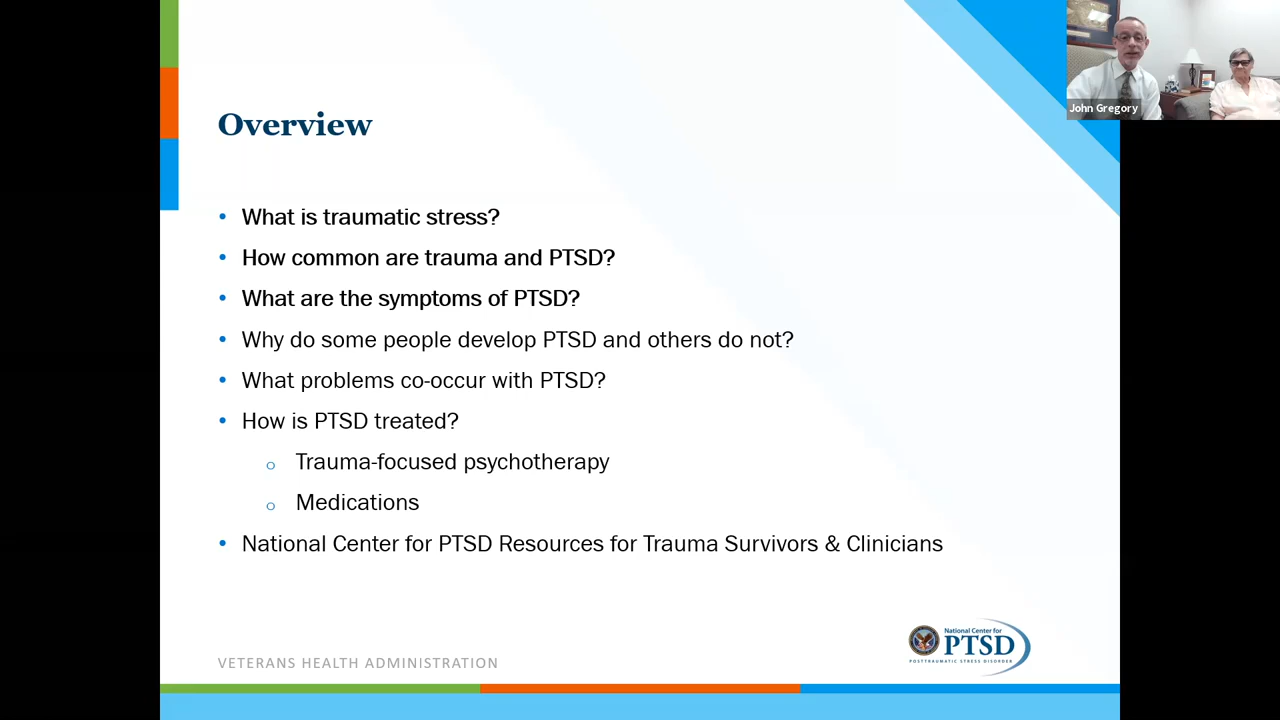 John Gregory
Overview
• What is traumatic stress?
• How common are trauma and PTSD?
• What are the symptoms of PTSD?
• Why do some people develop PTSD and others do not?
• What problems co-occur with PTSD?
• How is PTSD treated?
o Trauma-focused psychotherapy
o Medications
• National Center for PTSD Resources for Trauma Survivors & Clinicians
VETERANS HEALTH ADMINISTRATION
National Center for
PTSD
POSTTRAUMATIC STRESS DISORDER